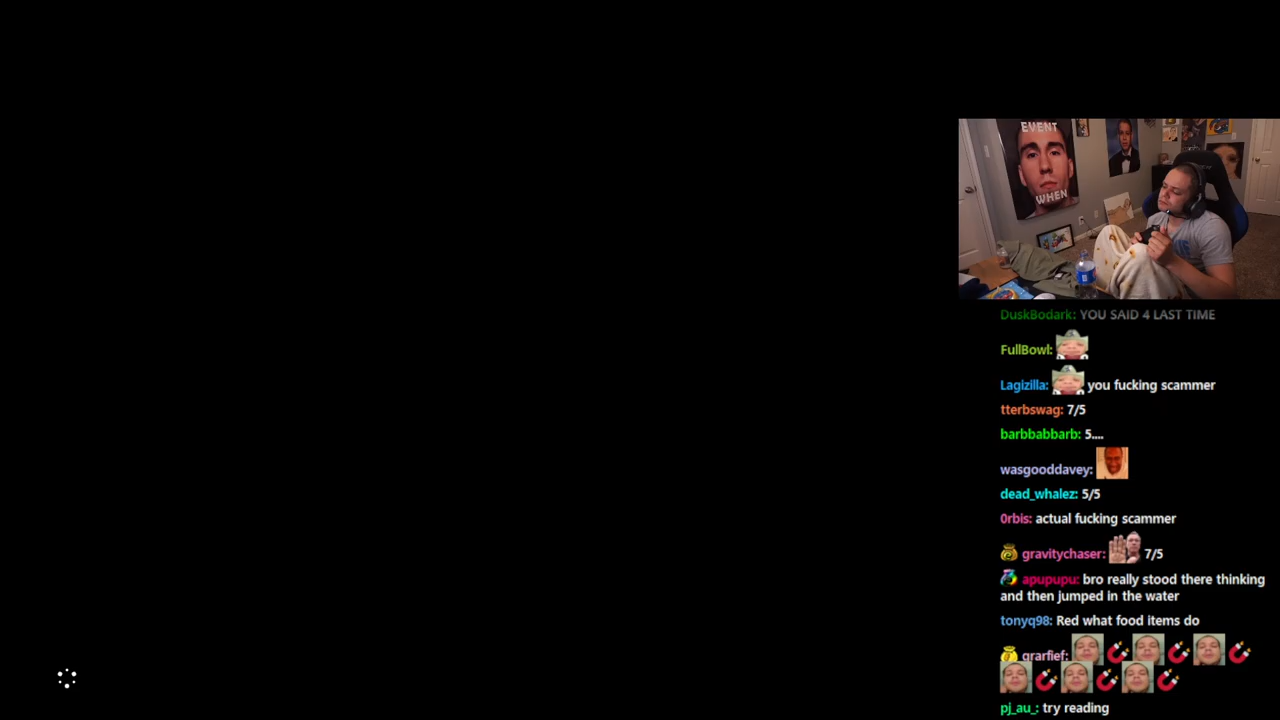 EVENT
WHEN
DuskBodark: YOU SAID 4 LAST TIME
FullBowl:
Lagizilla: you fucking scammer
tterbswag: 7/5
barbbabbarb: 5....
wasgooddavey:
dead_whalez: 5/5
0rbis: actual fucking scammer
gravitychaser: 7/5
apupupu: bro really stood there thinking
and then jumped in the water
tonyq98: Red what food items do
grarfief:
pj_au_: try reading